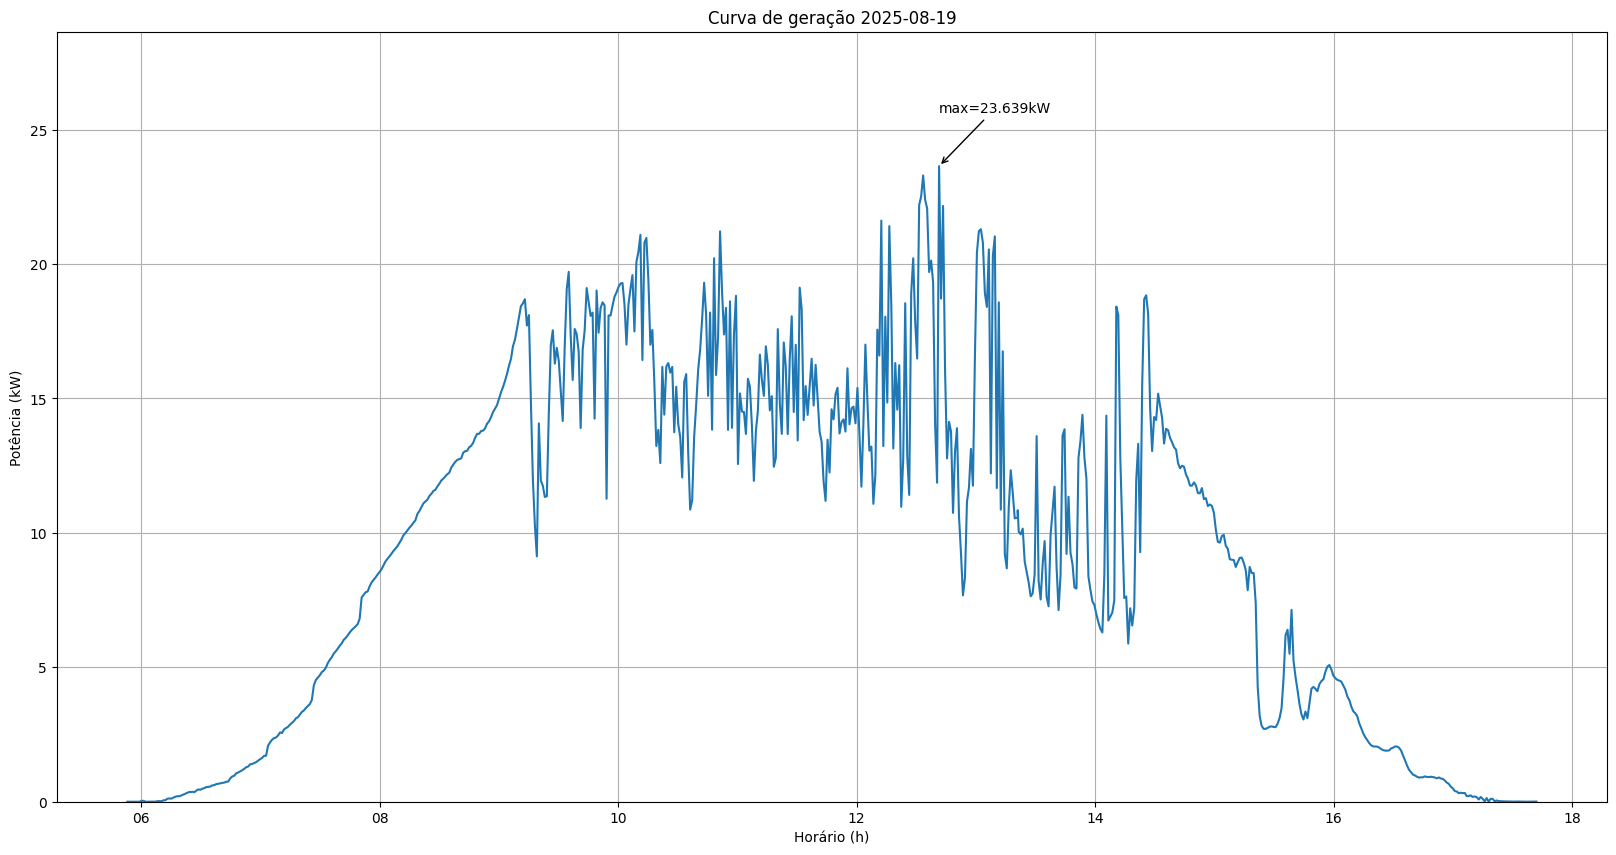 Curva de geração 2025-08-19
max=23.639kW
Potência (kW)
25
20
15
10
5
0
06 08 10 12 14 16 18
Horário (h)